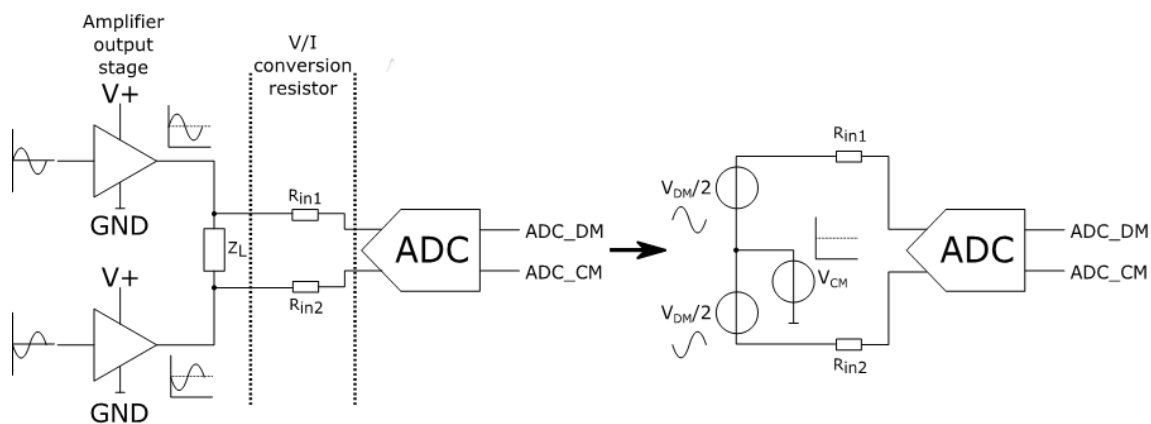 Amplifier
output
stage
V/I
conversion
resistor
V+
GND
Rin1
ZL
Rin2
ADC
ADC_DM
ADC_CM
V+
GND
Rin1
VDM/2
VCM
VDM/2
Rin2
ADC
ADC_DM
ADC_CM